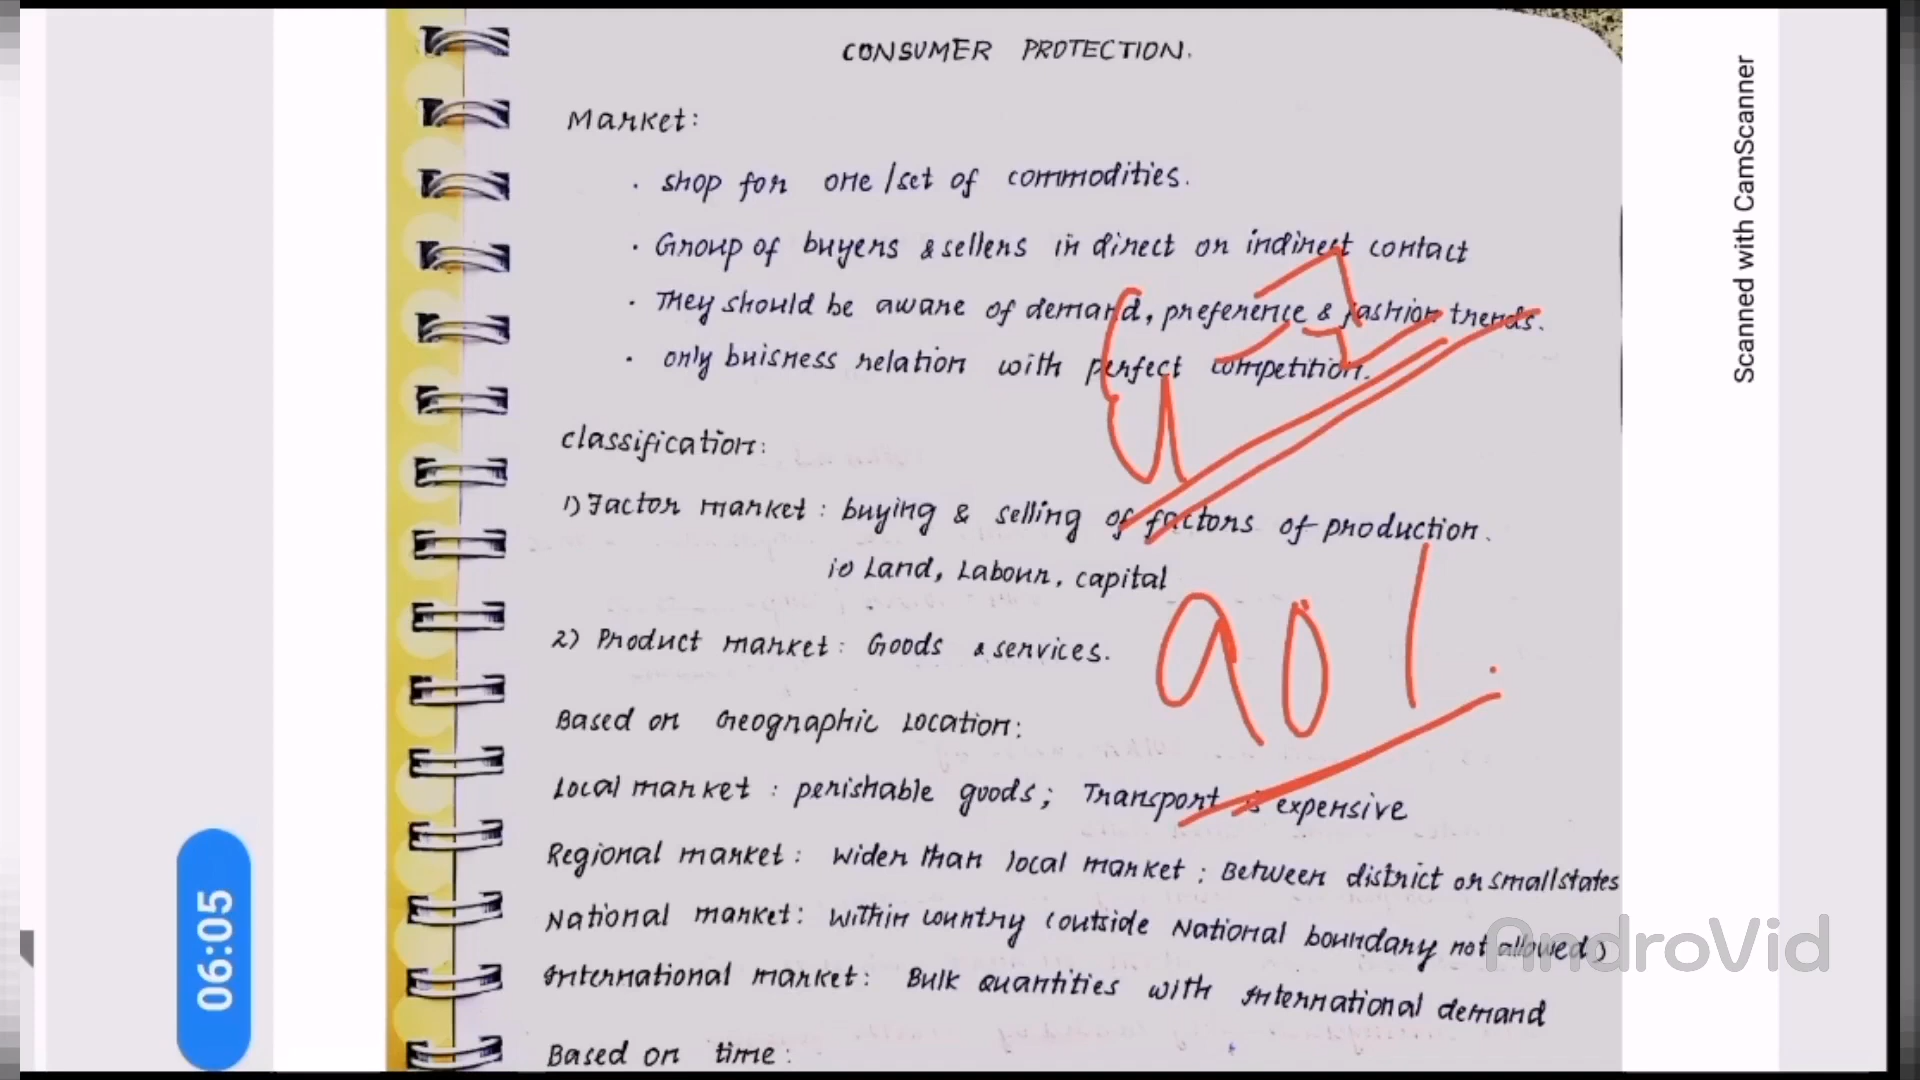 CONSUMER PROTECTION.
Market:
· shop for one/set of commodities.
· Group of buyers & sellers in direct or indirect contact
· They should be aware of demand, preference & fashion trends.
· only buisness relation with perfect competition.
classification:
1) Factor market: buying & selling of factors of production.
ie Land, Labour, capital
2) Product market: Goods & services.
90%
Based on Geographic Location:
Local market: perishable goods; Transport is expensive
Regional market: wider than local market; Between district or small states
National market: within country (outside National boundary not allowed)
International market: Bulk quantities with International demand
Based on time:
Scanned with CamScanner
06:05
AndroVid